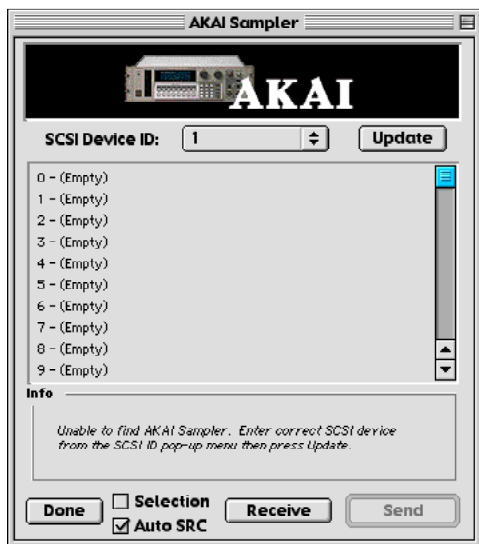 AKAI Sampler
AKAI
SCSI Device ID: 1 Update
0 - (Empty)
1 - (Empty)
2 - (Empty)
3 - (Empty)
4 - (Empty)
5 - (Empty)
6 - (Empty)
7 - (Empty)
8 - (Empty)
9 - (Empty)
Info
Unable to find AKAI Sampler. Enter correct SCSI device
from the SCSI ID pop-up menu then press Update.
Done Selection Receive Send
Auto SRC